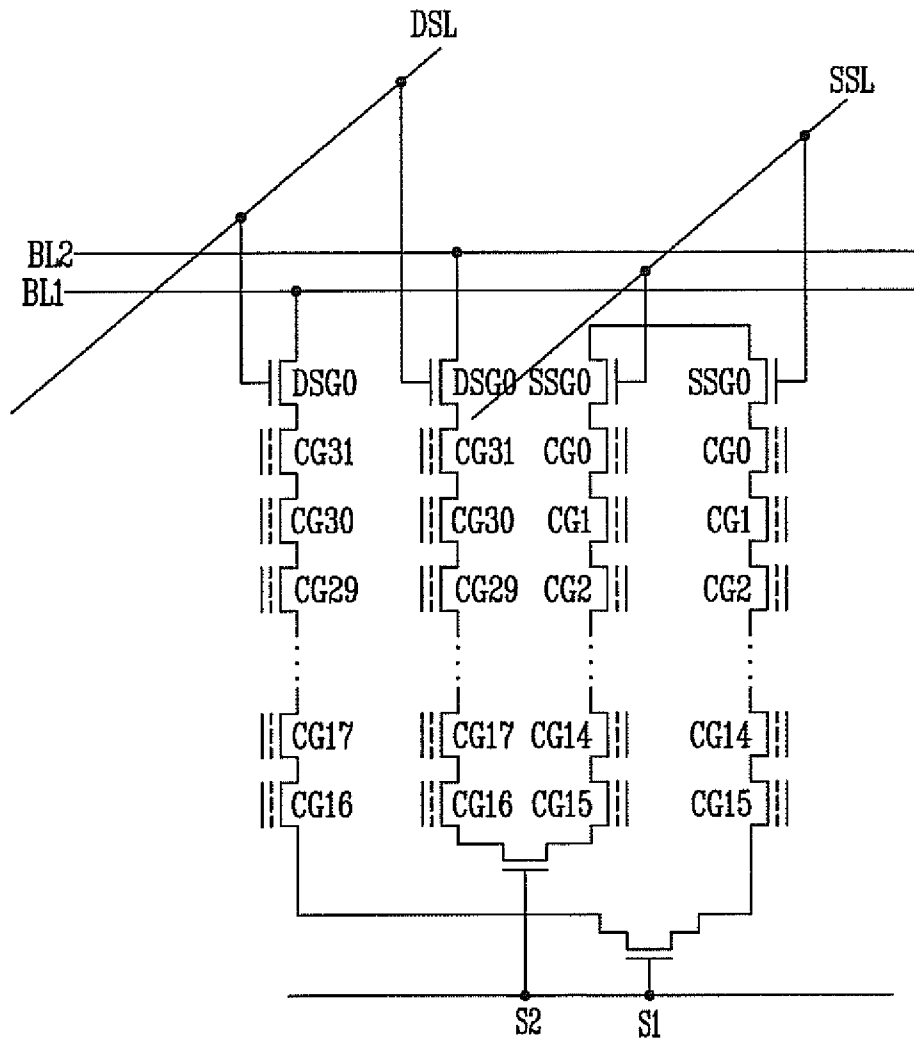 DSL
SSL
BL2
BL1
DSG0 DSG0 SSG0 SSG0
CG31 CG31 CG0 CG0
CG30 CG30 CG1 CG1
CG29 CG29 CG2 CG2
CG17 CG17 CG14 CG14
CG16 CG16 CG15 CG15
S2 S1